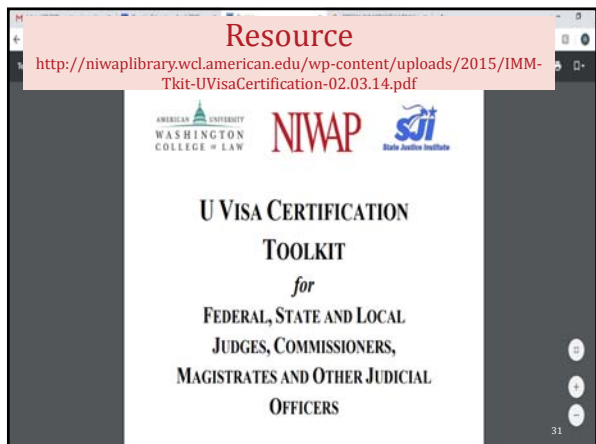 Resource
http://niwaplibrary.wcl.american.edu/wp-content/uploads/2015/IMM-
Tkit-UVisaCertification-02.03.14.pdf
AMERICAN UNIVERSITY
WASHINGTON
COLLEGE OF LAW
NIWAP
SJI
State Justice Institute
U VISA CERTIFICATION
TOOLKIT
for
FEDERAL, STATE AND LOCAL
JUDGES, COMMISSIONERS,
MAGISTRATES AND OTHER JUDICIAL
OFFICERS
31